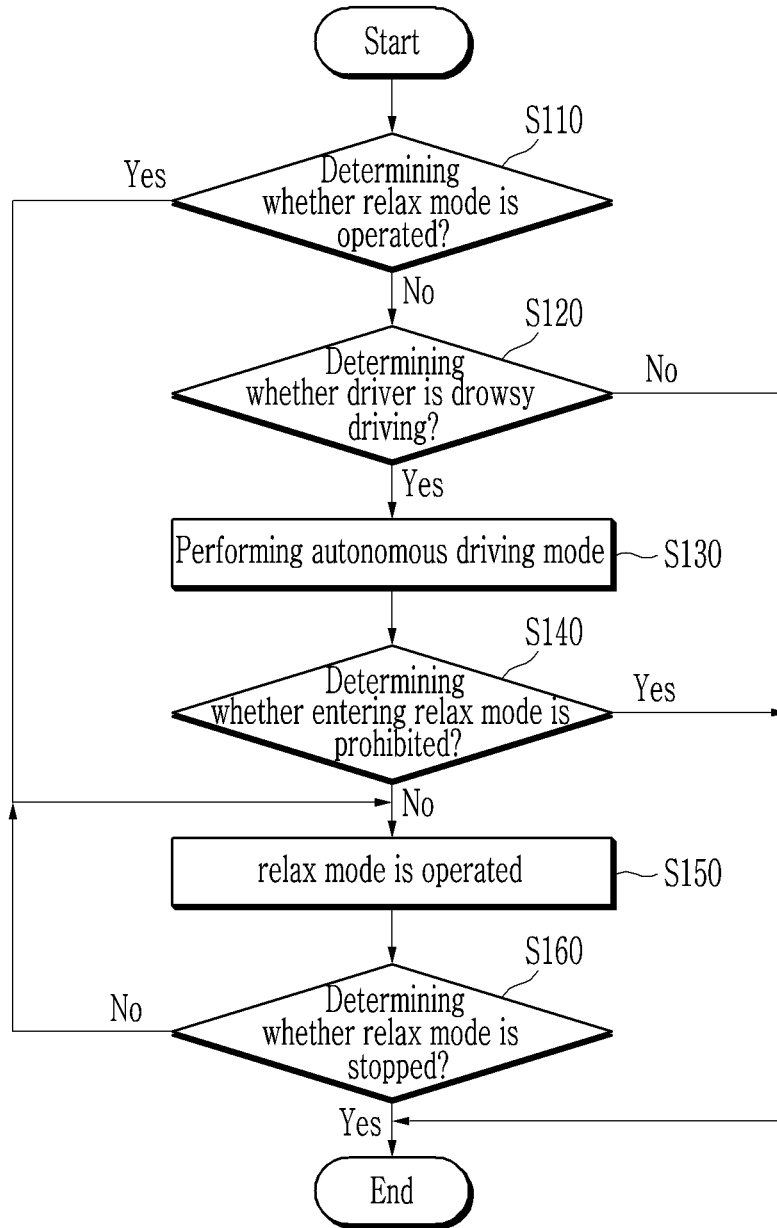 Start
S110
Yes
Determining
whether relax mode is
operated?
No
S120
Determining
whether driver is drowsy
driving?
No
Yes
Performing autonomous driving mode
S130
S140
Determining
whether entering relax mode is
prohibited?
Yes
No
relax mode is operated
S150
S160
No
Determining
whether relax mode is
stopped?
Yes
End